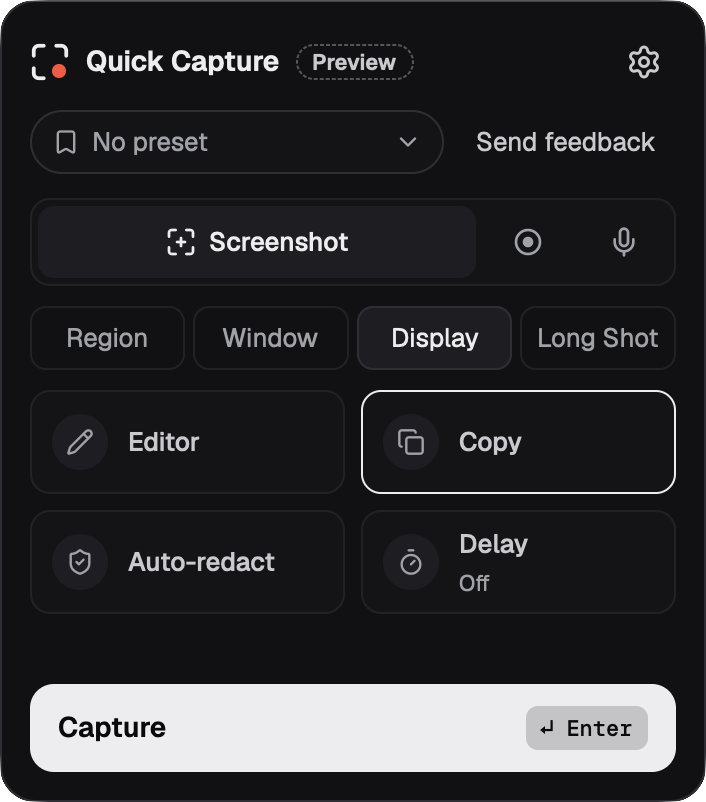 Quick Capture Preview
No preset Send feedback
Screenshot
Region Window Display Long Shot
Editor Copy
Auto-redact Delay
Off
Capture ↵ Enter